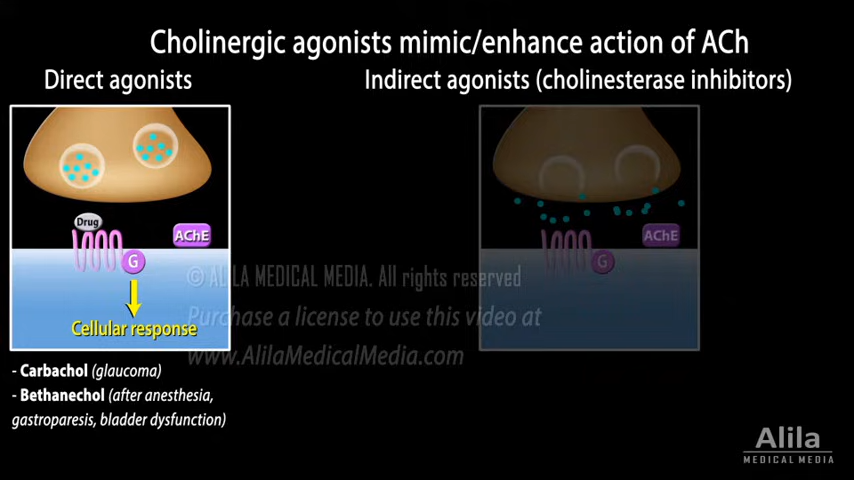 Cholinergic agonists mimic/enhance action of ACh
Direct agonists
Indirect agonists (cholinesterase inhibitors)
Drug
AChE
G
Cellular response
AChE
G
- Carbachol (glaucoma)
- Bethanechol (after anesthesia,
gastroparesis, bladder dysfunction)
© ALILA MEDICAL MEDIA. All rights reserved
Purchase a license to use this video at
www.AlilaMedicalMedia.com
Alila
MEDICAL MEDIA